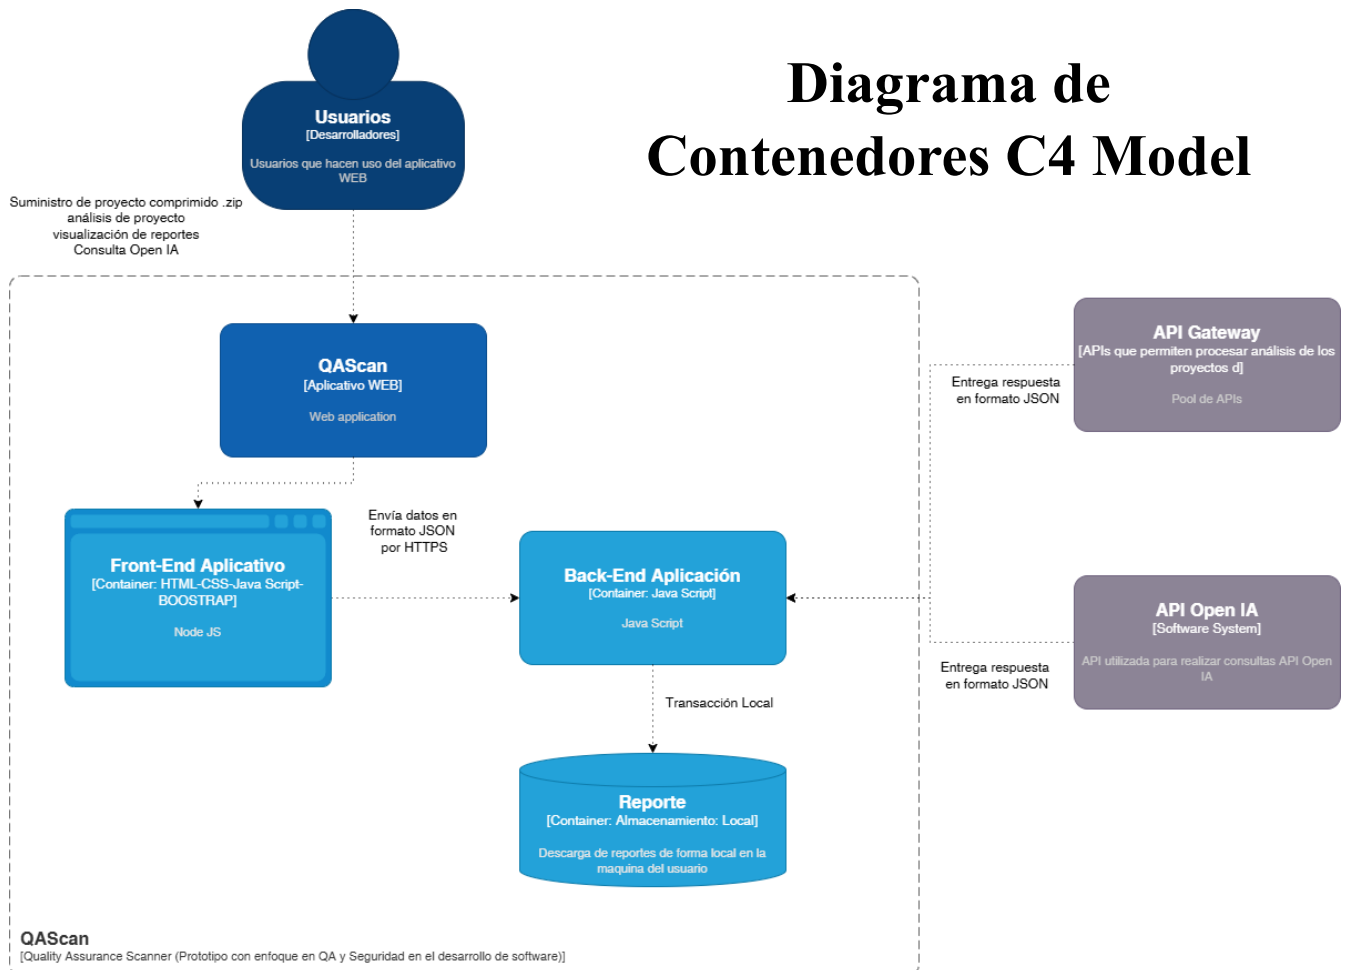 Diagrama de
Contenedores C4 Model
Usuarios
[Desarrolladores]
Usuarios que hacen uso del aplicativo
WEB
Suministro de proyecto comprimido .zip
análisis de proyecto
visualización de reportes
Consulta Open IA
QAScan
[Aplicativo WEB]
Web application
API Gateway
[APIs que permiten procesar análisis de los
proyectos d]
Pool de APIs
Entrega respuesta
en formato JSON
Envía datos en
formato JSON
por HTTPS
Front-End Aplicativo
[Container: HTML-CSS-Java Script-
BOOSTRAP]
Node JS
Back-End Aplicación
[Container: Java Script]
Java Script
API Open IA
[Software System]
API utilizada para realizar consultas API Open
IA
Entrega respuesta
en formato JSON
Transacción Local
Reporte
[Container: Almacenamiento: Local]
Descarga de reportes de forma local en la
maquina del usuario
QAScan
[Quality Assurance Scanner (Prototipo con enfoque en QA y Seguridad en el desarrollo de software)]